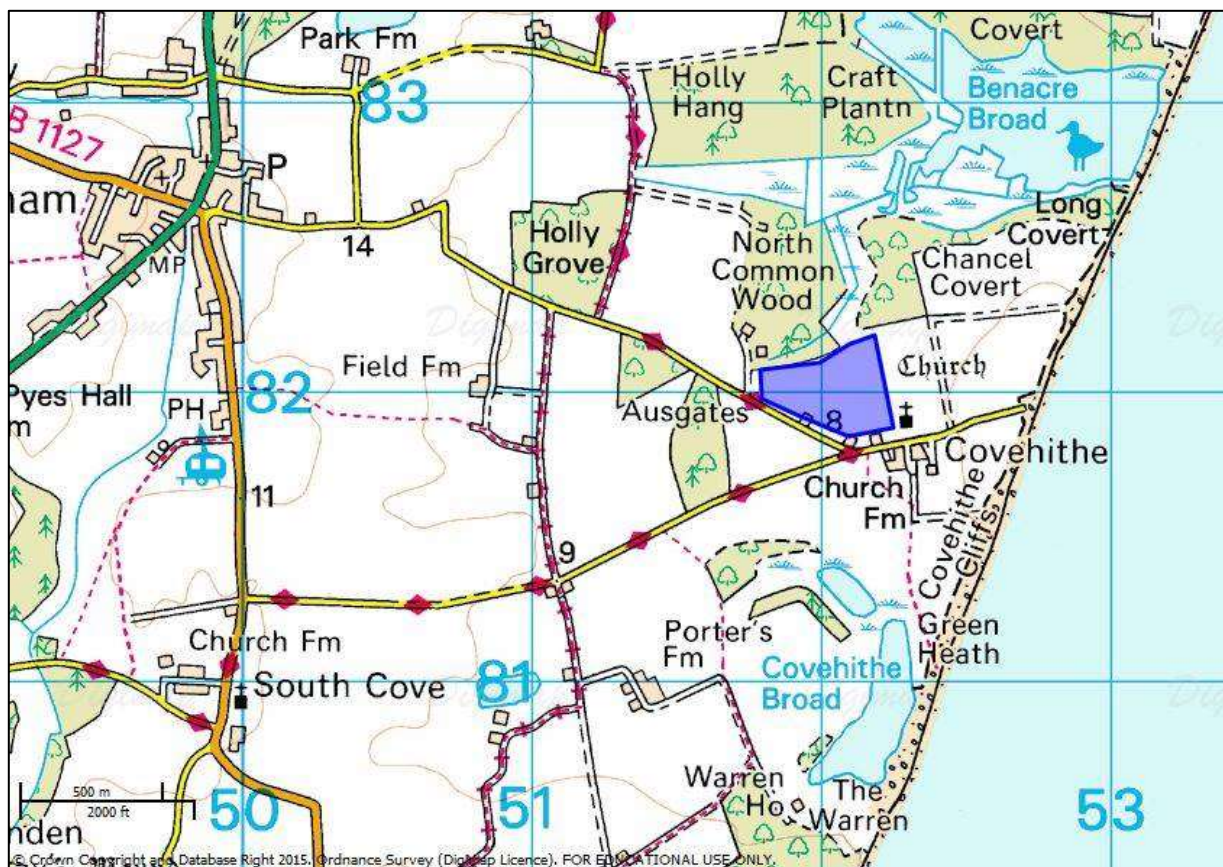 Park Fm
Covert
83
Holly
Hang
Craft
Plantn
Benacre
Broad
B 1127
P
ham
14
MP
Holly
Grove
North
Common
Wood
Long
Covert
Chancel
Covert
Field Fm
Church
Pyes Hall
m
82
PH
Ausgates
8
Covehithe
11
Church
Fm
Covehithe
Cliffs
9
Church Fm
Porter's
Fm
Green
Heath
81
South Cove
Covehithe
Broad
Warren
Ho
The
Warren
500 m
2000 ft
50
51
53
nden
© Crown Copyright and Database Right 2015. Ordnance Survey (Digimap Licence). FOR EDUCATIONAL USE ONLY.